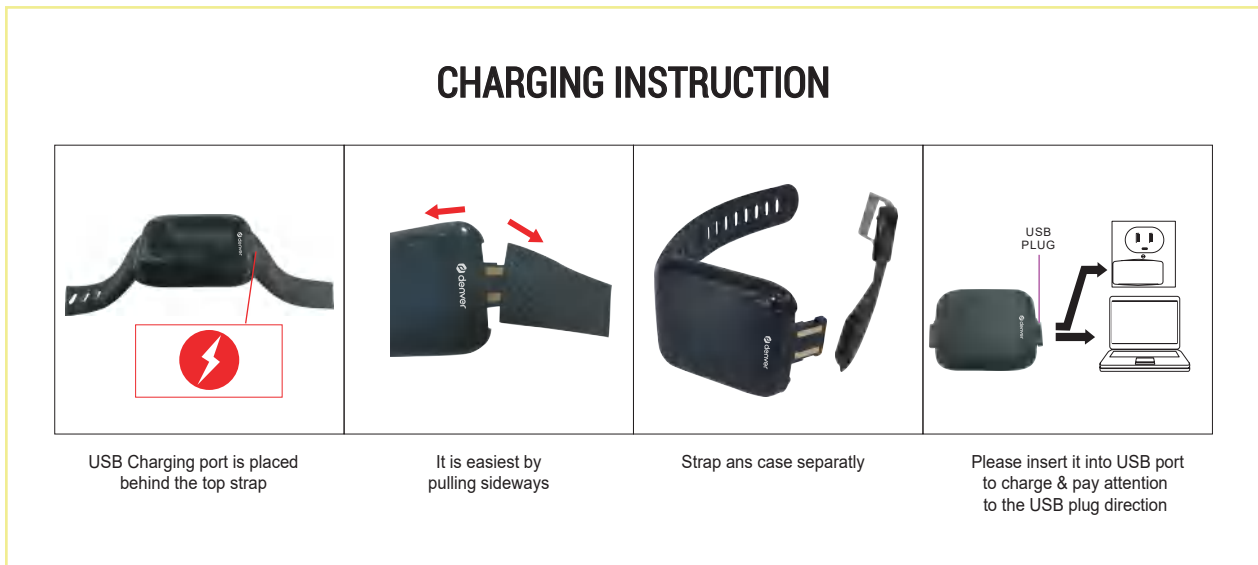 CHARGING INSTRUCTION
denver
denver
denver
USB
PLUG
denver
USB Charging port is placed
behind the top strap
It is easiest by
pulling sideways
Strap ans case separatly
Please insert it into USB port
to charge & pay attention
to the USB plug direction